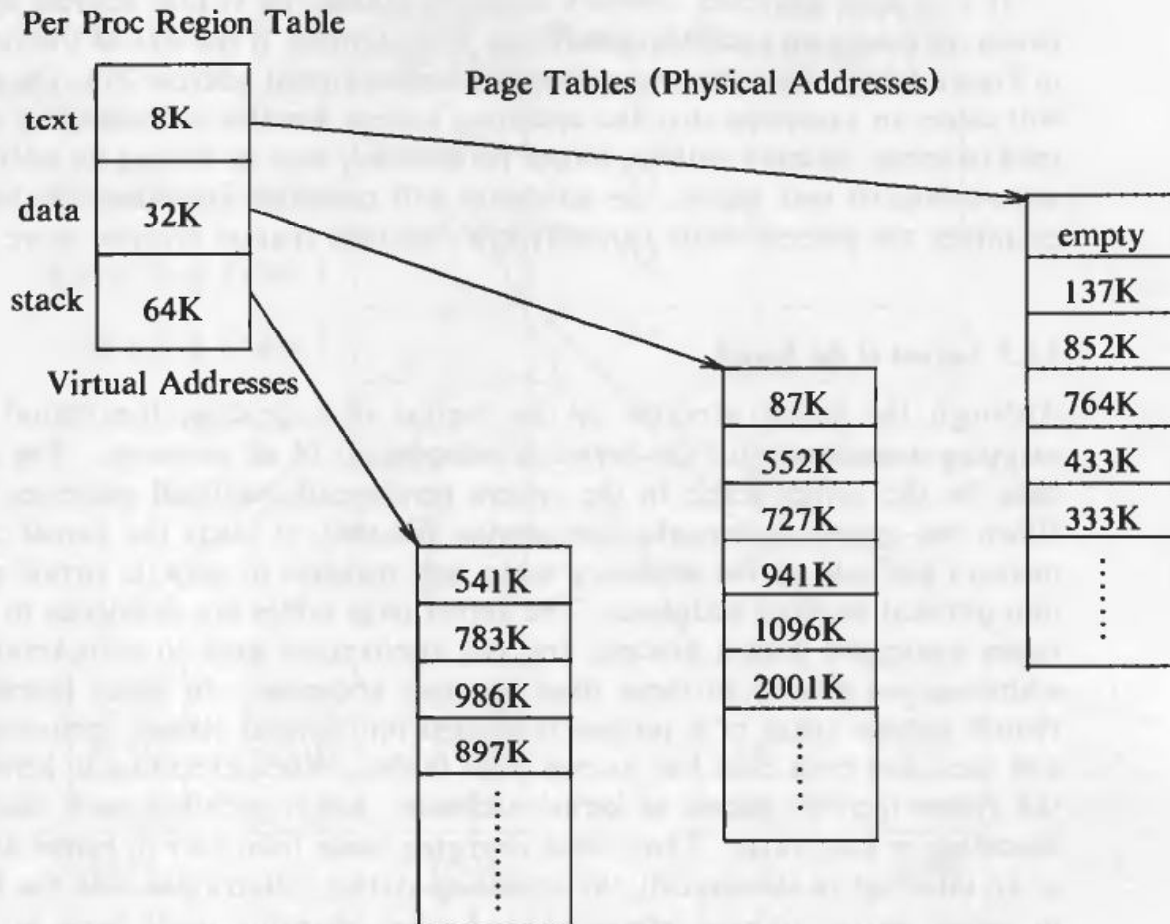 Per Proc Region Table
Page Tables (Physical Addresses)
text 8K
data 32K
stack 64K
Virtual Addresses
empty
137K
852K
764K
433K
333K
87K
552K
727K
941K
1096K
2001K
541K
783K
986K
897K